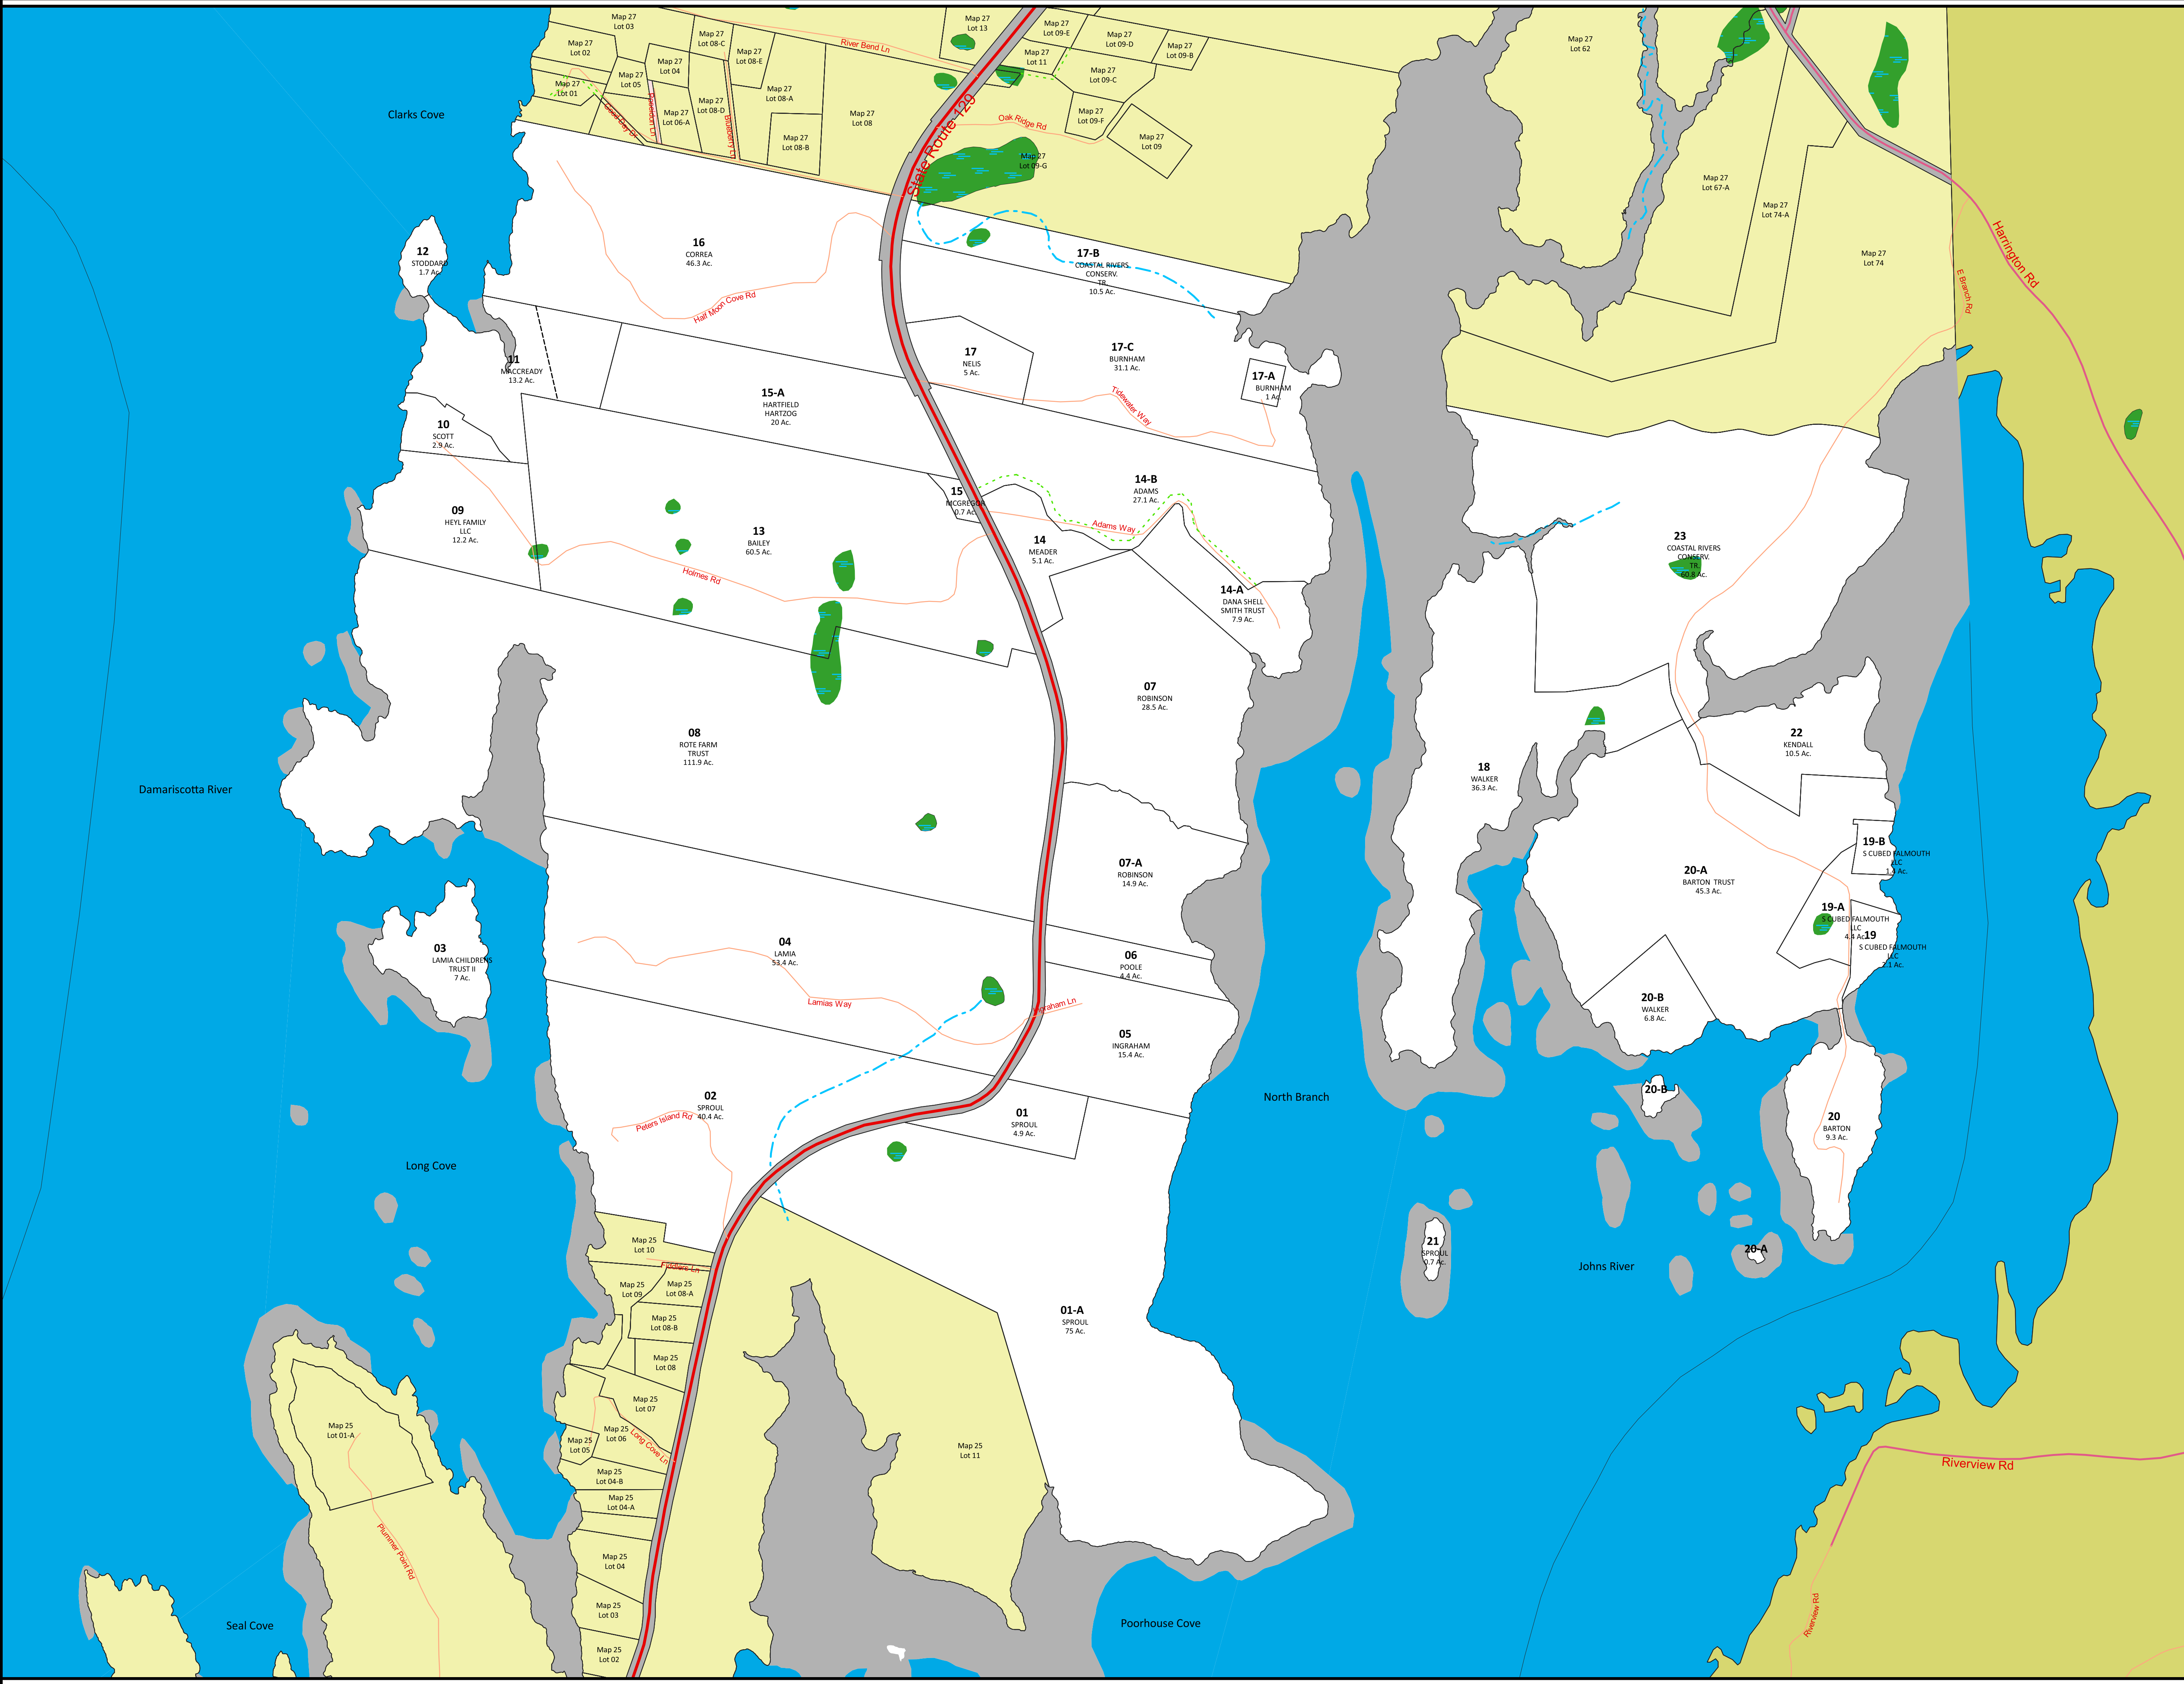 Map 27
Lot 03
Map 27
Lot 02
Map 27
Lot 01
Map 27
Lot 05
Map 27
Lot 04
Map 27
Lot 08-C
Map 27
Lot 08-E
Map 27
Lot 06-A
Map 27
Lot 08-D
Map 27
Lot 08-A
Map 27
Lot 08-B
Map 27
Lot 08
River Bend Ln
Blueberry Ln
Map 27
Lot 13
Map 27
Lot 09-E
Map 27
Lot 11
Map 27
Lot 09-D
Map 27
Lot 09-B
Map 27
Lot 09-C
Map 27
Lot 09-F
Map 27
Lot 09
Map 27
Lot 09-G
Oak Ridge Rd
State Route 129
Map 27
Lot 62
Map 27
Lot 67-A
Map 27
Lot 74-A
Map 27
Lot 74
Harrington Rd
E Branch Rd
Clarks Cove
12
STODDARD
1.7 Ac.
16
CORREA
46.3 Ac.
Half Moon Cove Rd
17-B
COASTAL RIVERS
CONSERV.
TR.
10.5 Ac.
11
MACCREADY
13.2 Ac.
15-A
HARTFIELD
HARTZOG
20 Ac.
17
NELIS
5 Ac.
17-C
BURNHAM
31.1 Ac.
17-A
BURNHAM
1 Ac.
Tidewater Way
10
SCOTT
2.9 Ac.
09
HEYL FAMILY
LLC
12.2 Ac.
13
BAILEY
60.5 Ac.
Holmes Rd
15
MCGREGOR
0.7 Ac.
14-B
ADAMS
27.1 Ac.
Adams Way
14
MEADER
5.1 Ac.
14-A
DANA SHELL
SMITH TRUST
7.9 Ac.
23
COASTAL RIVERS
CONSERV.
TR.
60.8 Ac.
07
ROBINSON
28.5 Ac.
08
ROTE FARM
TRUST
111.9 Ac.
22
KENDALL
10.5 Ac.
18
WALKER
36.3 Ac.
Damariscotta River
07-A
ROBINSON
14.9 Ac.
20-A
BARTON TRUST
45.3 Ac.
19-B
S CUBED FALMOUTH
LLC
1.4 Ac.
19-A
S CUBED FALMOUTH
LLC
4.4 Ac.
19
S CUBED FALMOUTH
LLC
2.1 Ac.
03
LAMIA CHILDRENS
TRUST II
7 Ac.
04
LAMIA
53.4 Ac.
Lamias Way
06
POOLE
4.4 Ac.
Ingraham Ln
05
INGRAHAM
15.4 Ac.
20-B
WALKER
6.8 Ac.
North Branch
20-B
02
SPROUL
40.4 Ac.
Peters Island Rd
01
SPROUL
4.9 Ac.
20
BARTON
9.3 Ac.
Long Cove
21
SPROUL
0.7 Ac.
20-A
Johns River
01-A
SPROUL
75 Ac.
Map 25
Lot 10
Fiddlers Ln
Map 25
Lot 09
Map 25
Lot 08-A
Map 25
Lot 08-B
Map 25
Lot 08
Map 25
Lot 07
Map 25
Lot 06
Map 25
Lot 05
Long Cove Ln
Map 25
Lot 04-B
Map 25
Lot 04-A
Map 25
Lot 04
Map 25
Lot 03
Map 25
Lot 02
Map 25
Lot 01-A
Plummer Point Rd
Map 25
Lot 11
Riverview Rd
Riverview Rd
Seal Cove
Poorhouse Cove